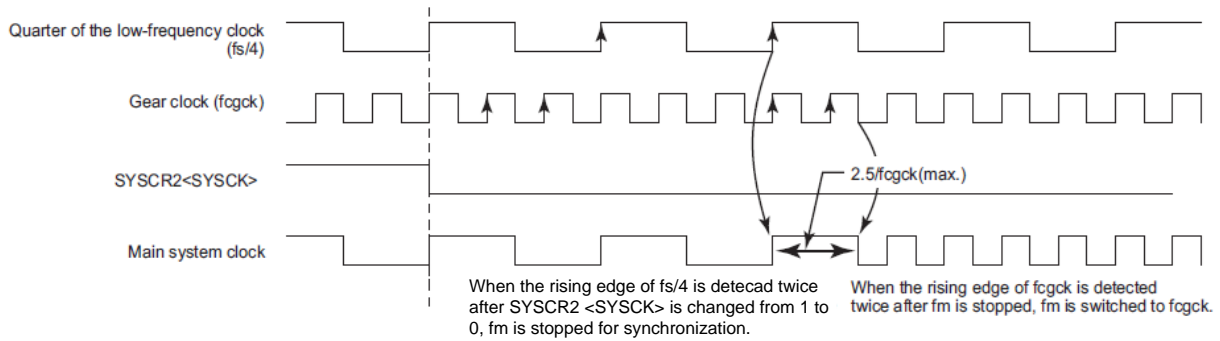 Quarter of the low-frequency clock
(fs/4)
Gear clock (fcgck)
SYSCR2<SYSCK>
2.5/fcgck(max.)
Main system clock
When the rising edge of fs/4 is detecad twice
after SYSCR2 <SYSCK> is changed from 1 to
0, fm is stopped for synchronization.
When the rising edge of fcgck is detected
twice after fm is stopped, fm is switched to fcgck.